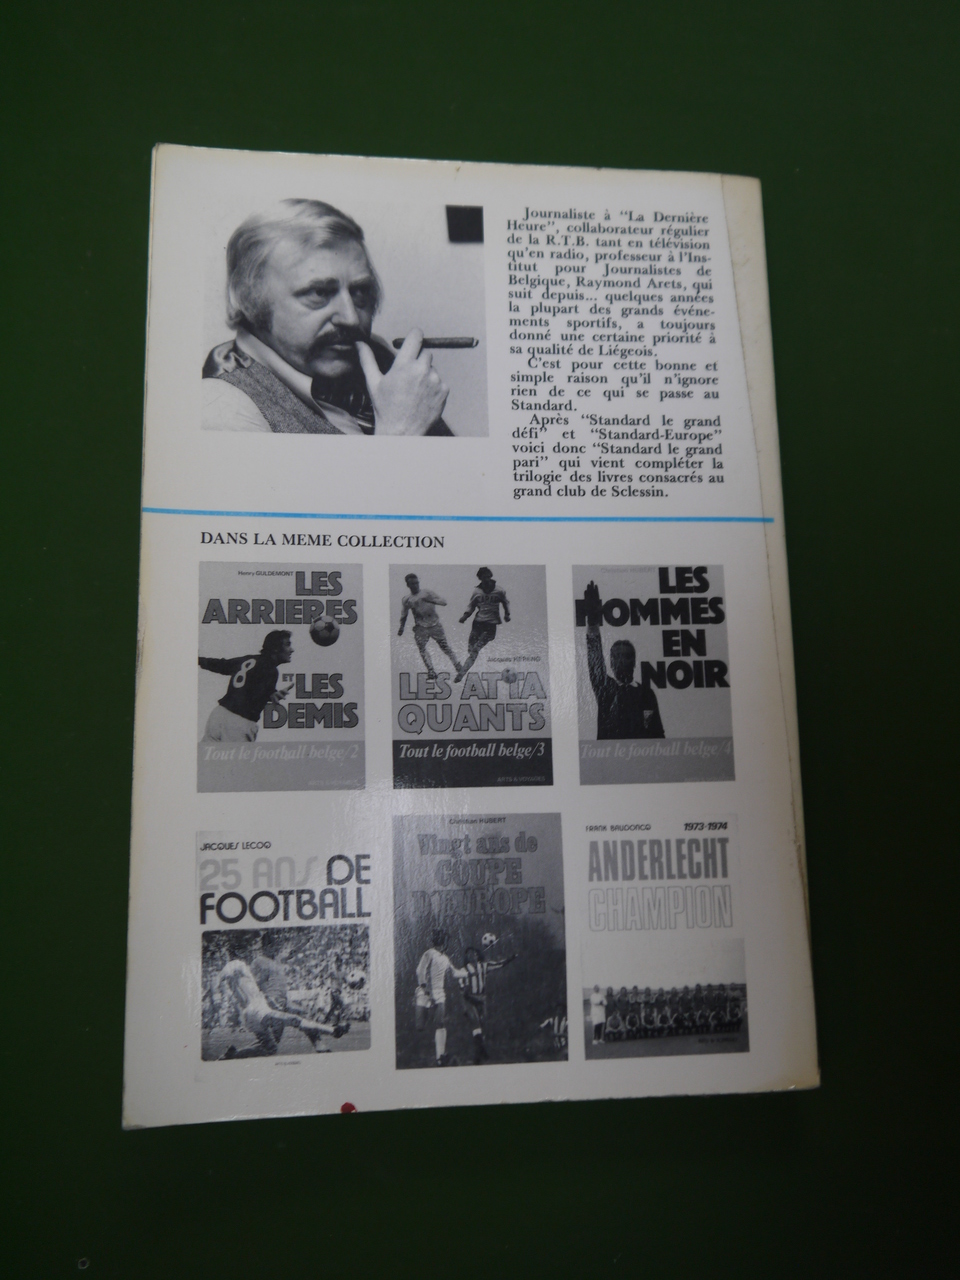 Journaliste à "La Dernière
Heure", collaborateur régulier
de la R.T.B. tant en télévision
qu'en radio, professeur à l'Ins-
titut pour Journalistes de
Belgique, Raymond Arets, qui
suit depuis... quelques années
la plupart des grands événe-
ments sportifs, a toujours
donné une certaine priorité à
sa qualité de Liégeois.
C'est pour cette bonne et
simple raison qu'il n'ignore
rien de ce qui se passe au
Standard.
Après "Standard le grand
défi" et "Standard-Europe"
voici donc "Standard le grand
pari" qui vient compléter la
trilogie des livres consacrés au
grand club de Sclessin.
DANS LA MEME COLLECTION
Henry GULDEMONT
LES
ARRIERES
8
ET LES
DEMIS
Tout le football belge/2
LES ATTA
QUANTS
Tout le football belge/3
LES
HOMMES
EN
NOIR
Tout le football belge/4
JACQUES LECOQ
25 ANS DE
FOOTBALL
Christian HUBERT
Vingt ans de
COUPE
D'EUROPE
1973-1974
ANDERLECHT
CHAMPION